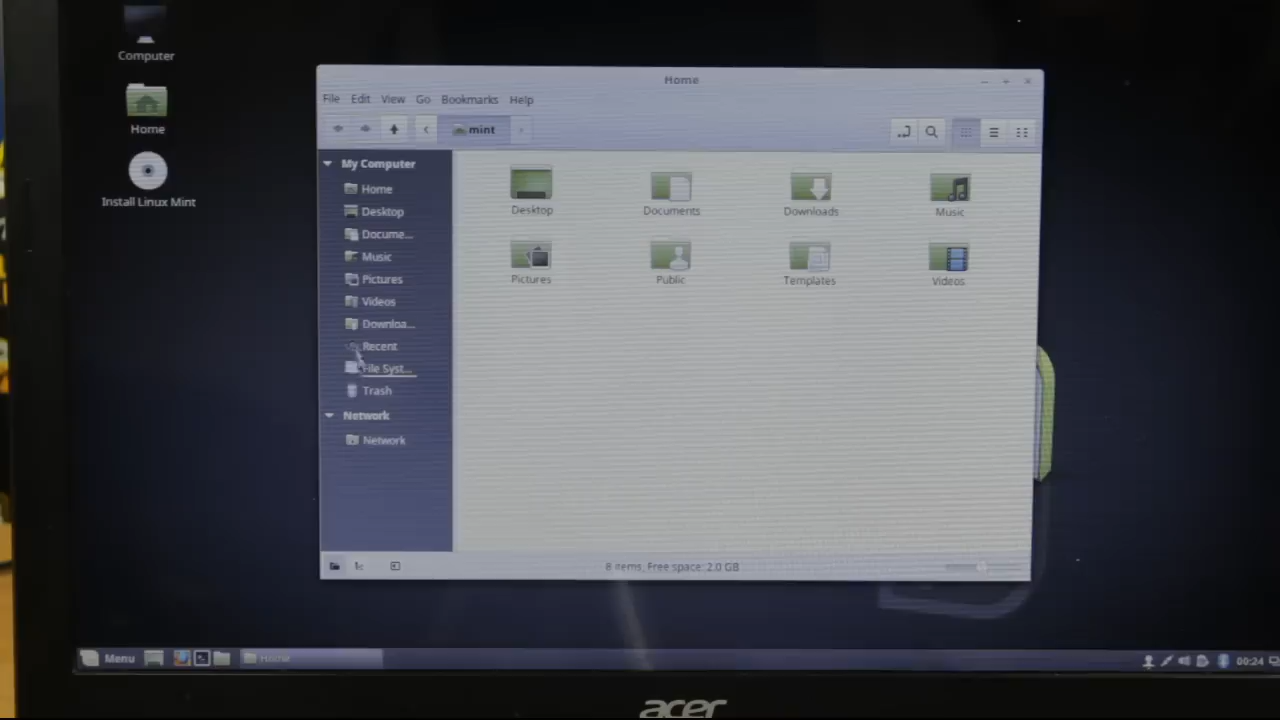 Computer
Home
Install Linux Mint
Home
File Edit View Go Bookmarks Help
mint
My Computer
Home
Desktop
Docume...
Music
Pictures
Videos
Downloa...
Recent
File Syst...
Trash
Network
Network
Desktop
Documents
Downloads
Music
Pictures
Public
Templates
Videos
8 items, Free space: 2.0 GB
Menu
Home
00:24
acer